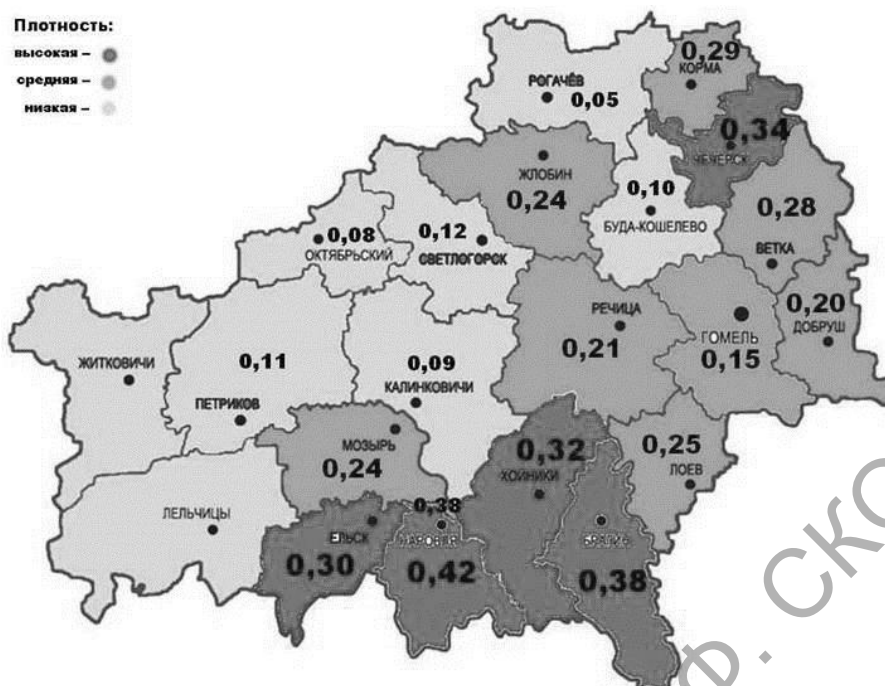 Плотность:
высокая –
средняя –
низкая –
0,29
КОРМА
РОГАЧЁВ
0,05
0,34
ЧЕЧЕРСК
ЖЛОБИН
0,24
0,10
БУДА-КОШЕЛЕВО
0,28
ВЕТКА
0,08
ОКТЯБРЬСКИЙ
0,12
СВЕТЛОГОРСК
РЕЧИЦА
0,21
ГОМЕЛЬ
0,15
0,20
ДОБРУШ
ЖИТКОВИЧИ
0,11
ПЕТРИКОВ
0,09
КАЛИНКОВИЧИ
МОЗЫРЬ
0,24
0,32
ХОЙНИКИ
0,25
ЛОЕВ
ЛЕЛЬЧИЦЫ
ЕЛЬСК
0,30
0,38
НАРОВЛЯ
0,42
БРАГИН
0,38
Ф. СКО